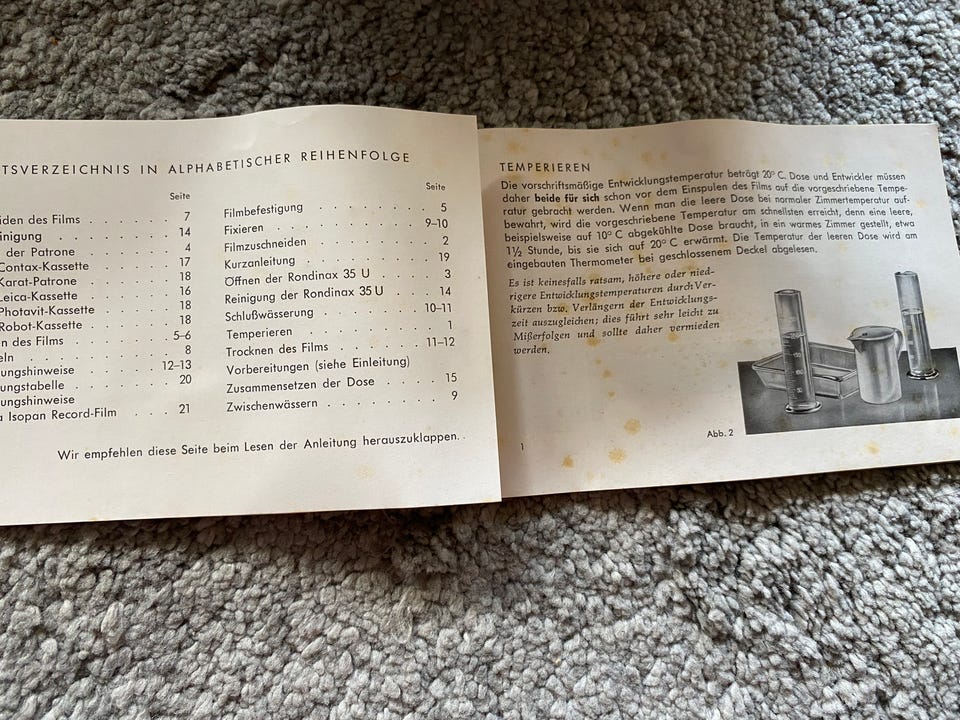 TSVERZEICHNIS IN ALPHABETISCHER REIHENFOLGE
Seite
iden des Films . . . . . . . . 7
inigung . . . . . . . . 14
der Patrone . . . . . . . . 4
Contax-Kassette . . . . . 17
Karat-Patrone . . . . . . 18
Leica-Kassette . . . . . . 16
Photavit-Kassette . . . . . 18
Robot-Kassette . . . . . . 18
n des Films . . . . . . . . 5–6
eln . . . . . . . . 8
ungshinweise . . . . . . 12–13
ungstabelle . . . . . . 20
ungshinweise
a Isopan Record-Film . . . . 21
Seite
Filmbefestigung . . . . . . . . 5
Fixieren . . . . . . . . 9–10
Filmzuschneiden . . . . . . . . 2
Kurzanleitung . . . . . . . . 19
Öffnen der Rondinax 35 U . . . . . 3
Reinigung der Rondinax 35 U . . . . 14
Schlußwässerung . . . . . . . 10–11
Temperieren . . . . . . . . 1
Trocknen des Films . . . . . . 11–12
Vorbereitungen (siehe Einleitung)
Zusammensetzen der Dose . . . . . 15
Zwischenwässern . . . . . . . . 9
Wir empfehlen diese Seite beim Lesen der Anleitung herauszuklappen.
TEMPERIEREN
Die vorschriftsmäßige Entwicklungstemperatur beträgt 20° C. Dose und Entwickler müssen
daher beide für sich schon vor dem Einspulen des Films auf die vorgeschriebene Tempe-
ratur gebracht werden. Wenn man die leere Dose bei normaler Zimmertemperatur auf-
bewahrt, wird die vorgeschriebene Temperatur am schnellsten erreicht, denn eine leere,
beispielsweise auf 10° C abgekühlte Dose braucht, in ein warmes Zimmer gestellt, etwa
1½ Stunde, bis sie sich auf 20° C erwärmt. Die Temperatur der leeren Dose wird am
eingebauten Thermometer bei geschlossenem Deckel abgelesen.
Es ist keinesfalls ratsam, höhere oder nied-
rigere Entwicklungstemperaturen durch Ver-
kürzen bzw. Verlängern der Entwicklungs-
zeit auszugleichen; dies führt sehr leicht zu
Mißerfolgen und sollte daher vermieden
werden.
Abb. 2
1